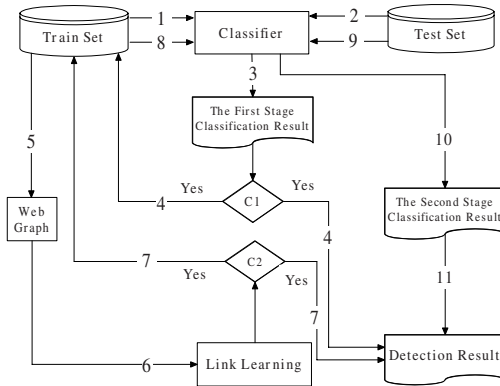 1
2
Train Set
Classifier
Test Set
8
9
3
The First Stage
Classification Result
5
10
Yes
Yes
4
C1
The Second Stage
Classification Result
Web
Graph
7
C2
4
11
Yes
Yes
7
6
Link Learning
Detection Result